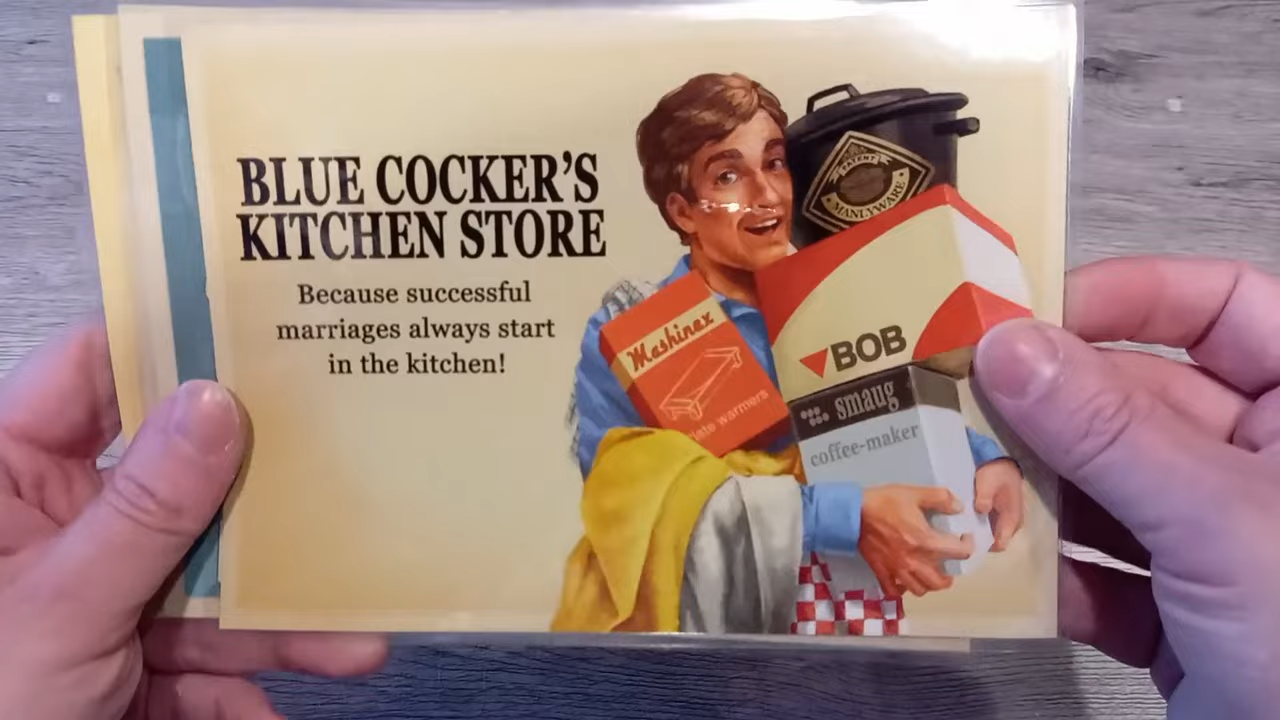 BLUE COCKER'S
KITCHEN STORE
Because successful
marriages always start
in the kitchen!
PATENT
MANLYWARE
Mashinex
plate warmers
BOB
smaug
coffee-maker